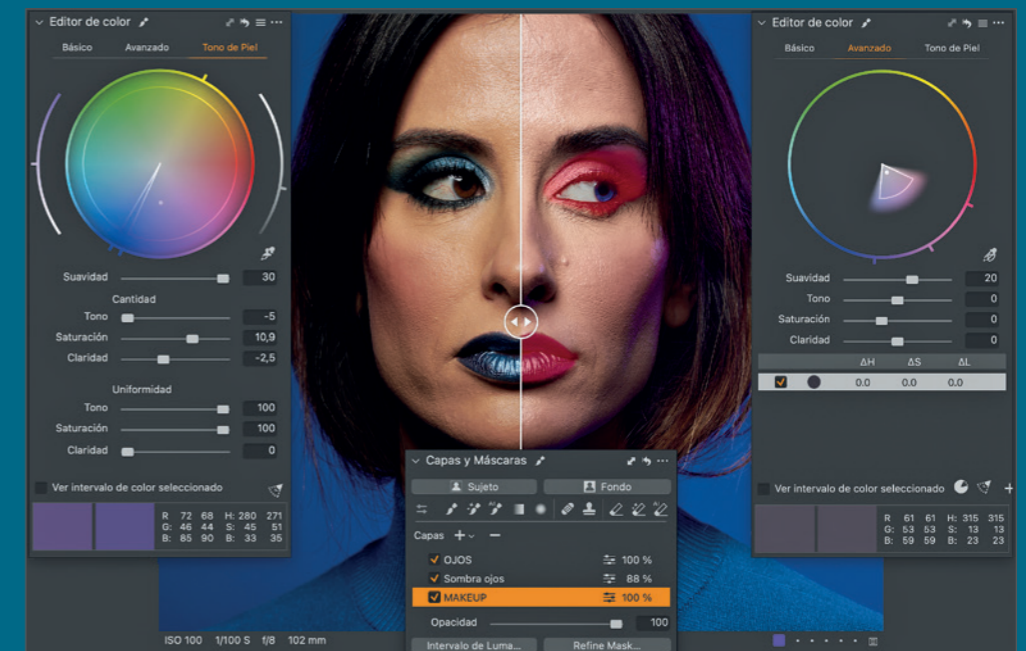 Editor de color
Básico Avanzado Tono de Piel
Suavidad 30
Cantidad
Tono -5
Saturación 10,9
Claridad -2,5
Uniformidad
Tono 100
Saturación 100
Claridad 0
Ver intervalo de color seleccionado
R 72 68 H: 280 271
G: 46 44 S: 45 51
B: 85 90 B: 33 35
Capas y Máscaras
Sujeto Fondo
Capas
OJOS 100 %
Sombra ojos 88 %
MAKEUP 100 %
Opacidad 100
Intervalo de Luma... Refine Mask...
Editor de color
Básico Avanzado Tono de Piel
Suavidad 20
Tono 0
Saturación 0
Claridad 0
ΔH ΔS ΔL
0.0 0.0 0.0
Ver intervalo de color seleccionado
R 61 61 H: 315 315
G: 53 53 S: 13 13
B: 59 59 B: 23 23
ISO 100 1/100 S f/8 102 mm